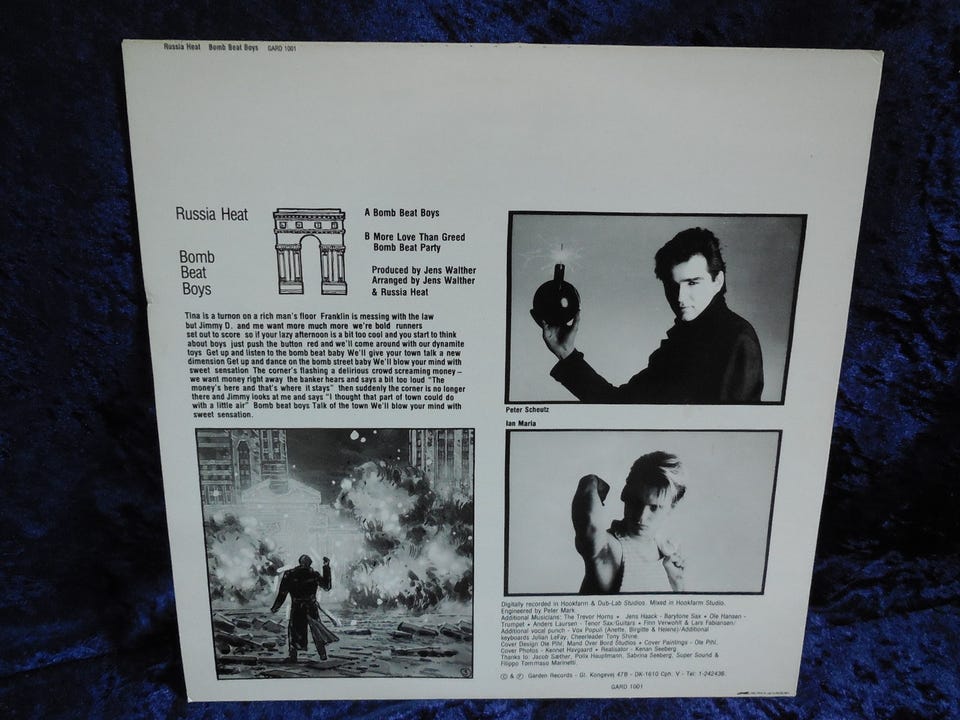 Russia Heat Bomb Beat Boys GARD 1001
Russia Heat
Bomb
Beat
Boys
A Bomb Beat Boys
B More Love Than Greed
Bomb Beat Party
Produced by Jens Walther
Arranged by Jens Walther
& Russia Heat
Tina is a turnon on a rich man's floor Franklin is messing with the law
but Jimmy D. and me want more much more we're bold runners
set out to score so if your lazy afternoon is a bit too cool and you start to think
about boys just push the button red and we'll come around with our dynamite
toys Get up and listen to the bomb beat baby We'll give your town talk a new
dimension Get up and dance on the bomb street baby We'll blow your mind with
sweet sensation The corner's flashing a delirious crowd screaming money –
we want money right away the banker hears and says a bit too loud "The
money's here and that's where it stays" then suddenly the corner is no longer
there and Jimmy looks at me and says "I thought that part of town could do
with a little air" Bomb beat boys Talk of the town We'll blow your mind with
sweet sensation.
Peter Scheutz
Ian Maria
Digitally recorded in Hookfarm & Dub-Lab Studios. Mixed in Hookfarm Studio.
Engineered by Peter Mark.
Additional Musicians: The Trevor Horns • Jens Haack - Barytone Sax • Ole Hansen -
Trumpet • Anders Laursen - Tenor Sax/Guitars • Finn Verwohlt & Lars Fabiansen/
Additional vocal punch - Vox Populi (Anette, Birgitte & Helene)/Additional
keyboards Julian LeFay, Cheerleader Tony Shine.
Cover Design Ole Pihl, Mand Over Bord Studios • Cover Paintings - Ole Pihl.
Cover Photos - Kennet Havgaard • Realisator - Kenan Seeberg.
Thanks to: Jacob Sæther, Polix Hauptmann, Sabrina Seeberg, Super Sound &
Filippo Tommaso Marinetti.
© & ℗ Garden Records - Gl. Kongevej 47B - DK-1610 Cph. V - Tel: 1-242436.
GARD 1001